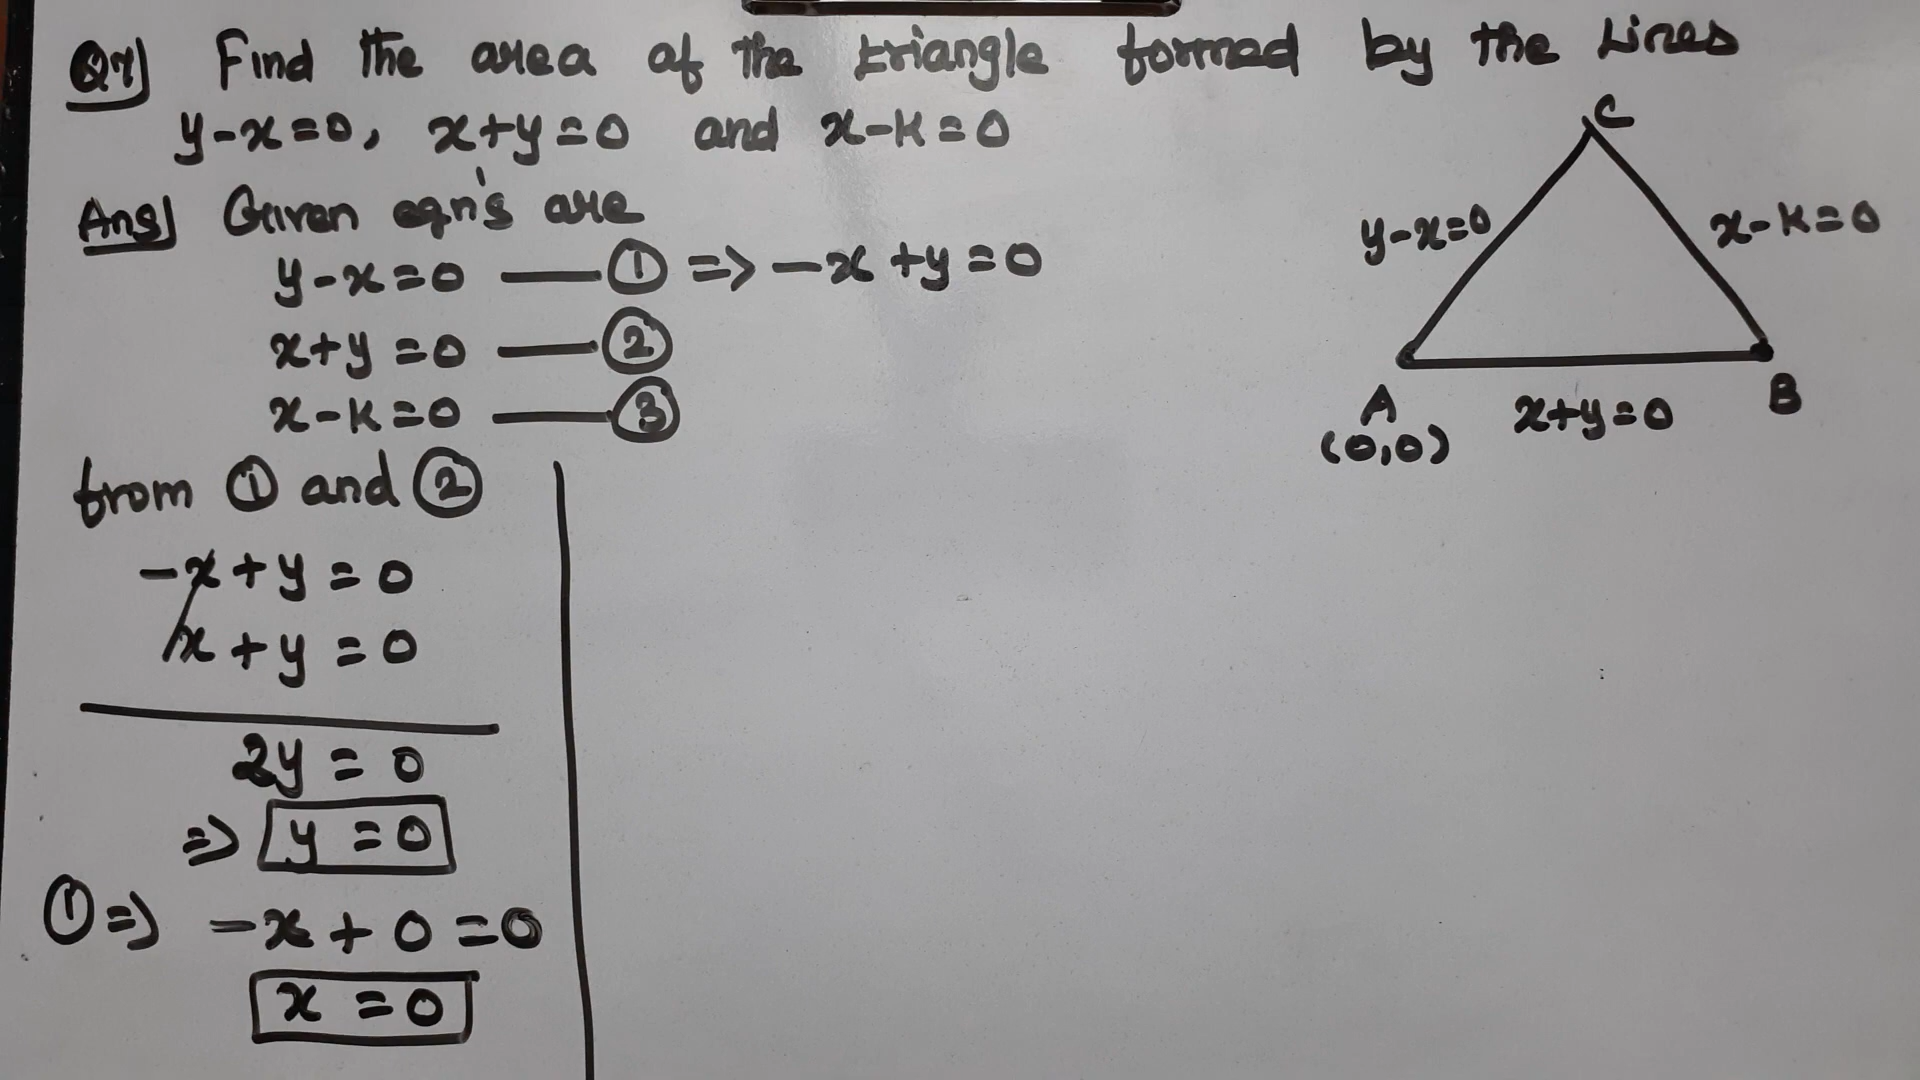 Q7) Find the area of the triangle formed by the Lines
y-x=0, x+y=0 and x-k=0
Ans) Given eqn's are
y-x=0 —— ① => -x+y=0
x+y=0 —— ②
x-k=0 —— ③
from ① and ②
-x+y=0
x+y=0
2y=0
=> y=0
① => -x+0=0
x=0
C
y-x=0
x-k=0
A
B
(0,0)
x+y=0